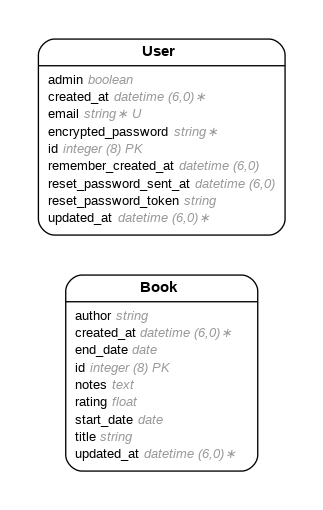 User
admin boolean
created_at datetime (6,0)∗
email string∗ U
encrypted_password string∗
id integer (8) PK
remember_created_at datetime (6,0)
reset_password_sent_at datetime (6,0)
reset_password_token string
updated_at datetime (6,0)∗
Book
author string
created_at datetime (6,0)∗
end_date date
id integer (8) PK
notes text
rating float
start_date date
title string
updated_at datetime (6,0)∗